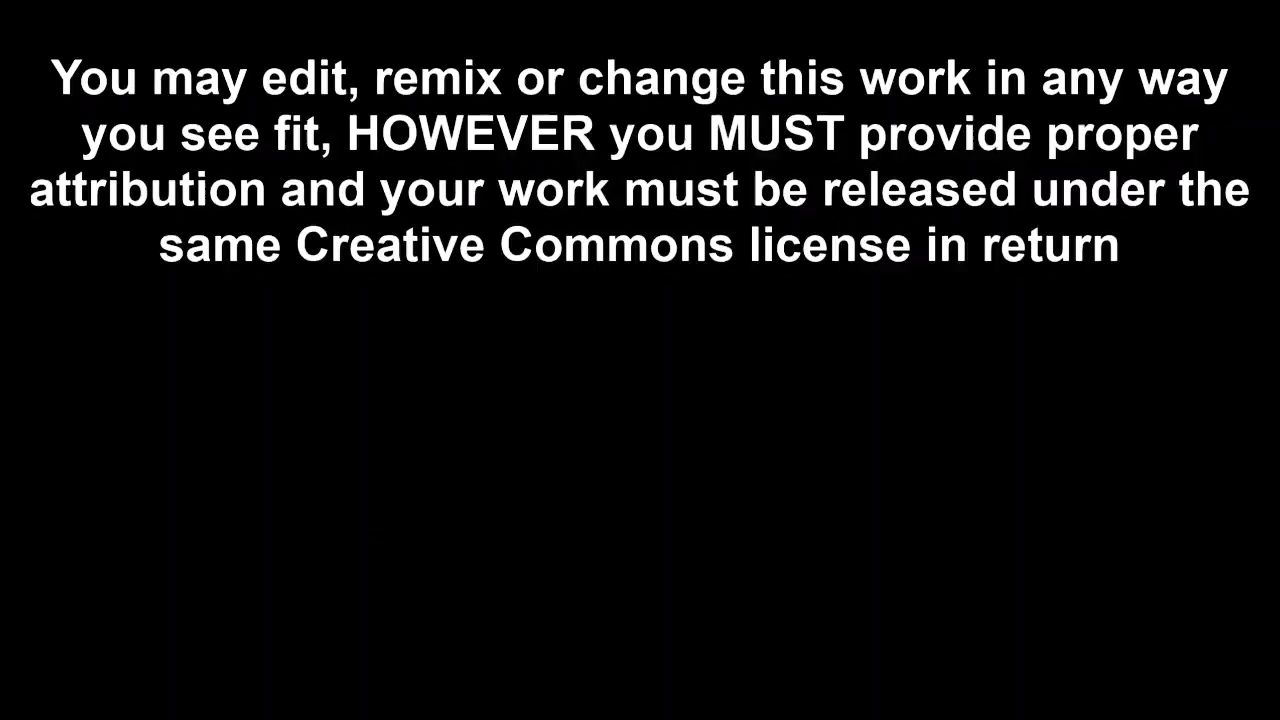 You may edit, remix or change this work in any way
you see fit, HOWEVER you MUST provide proper
attribution and your work must be released under the
same Creative Commons license in return